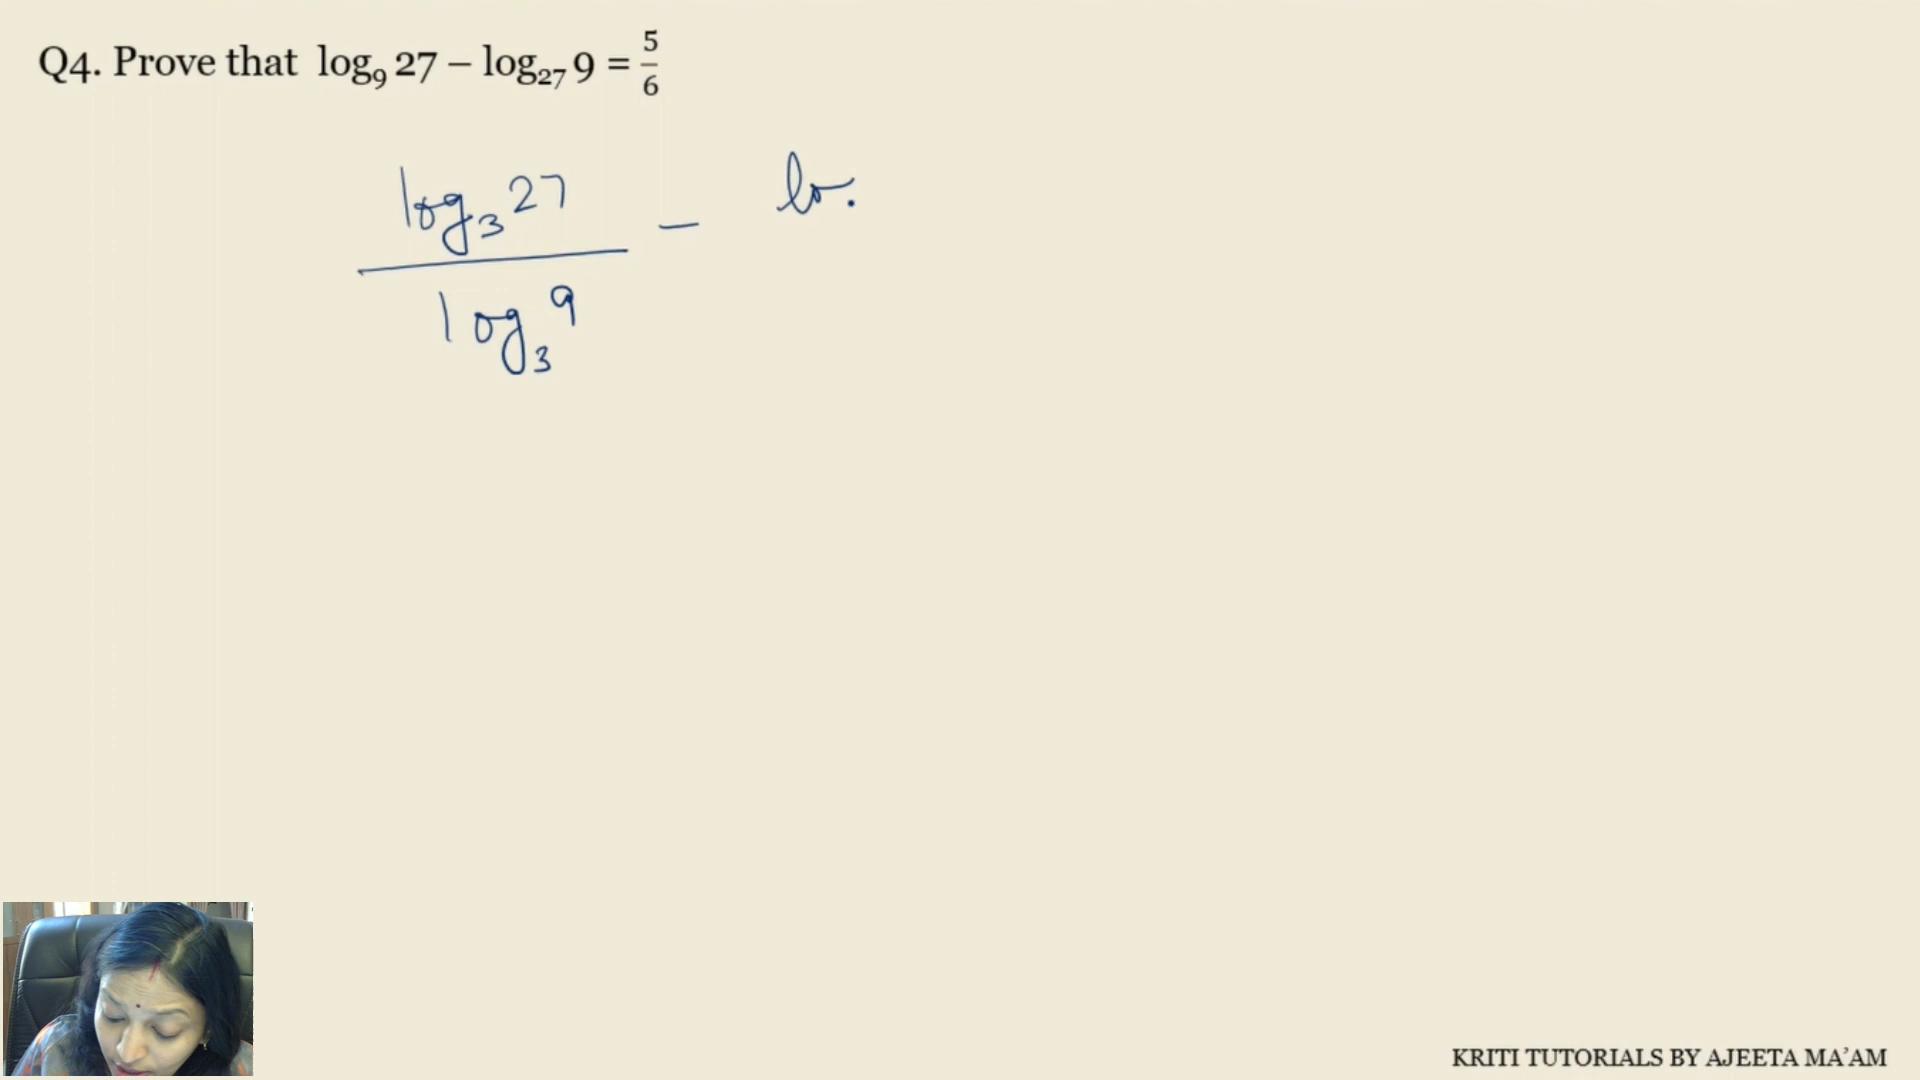 Q4. Prove that log₉ 27 – log₂₇ 9 = 5/6
log₃ 27 – lo
log₃ 9
KRITI TUTORIALS BY AJEETA MA’AM